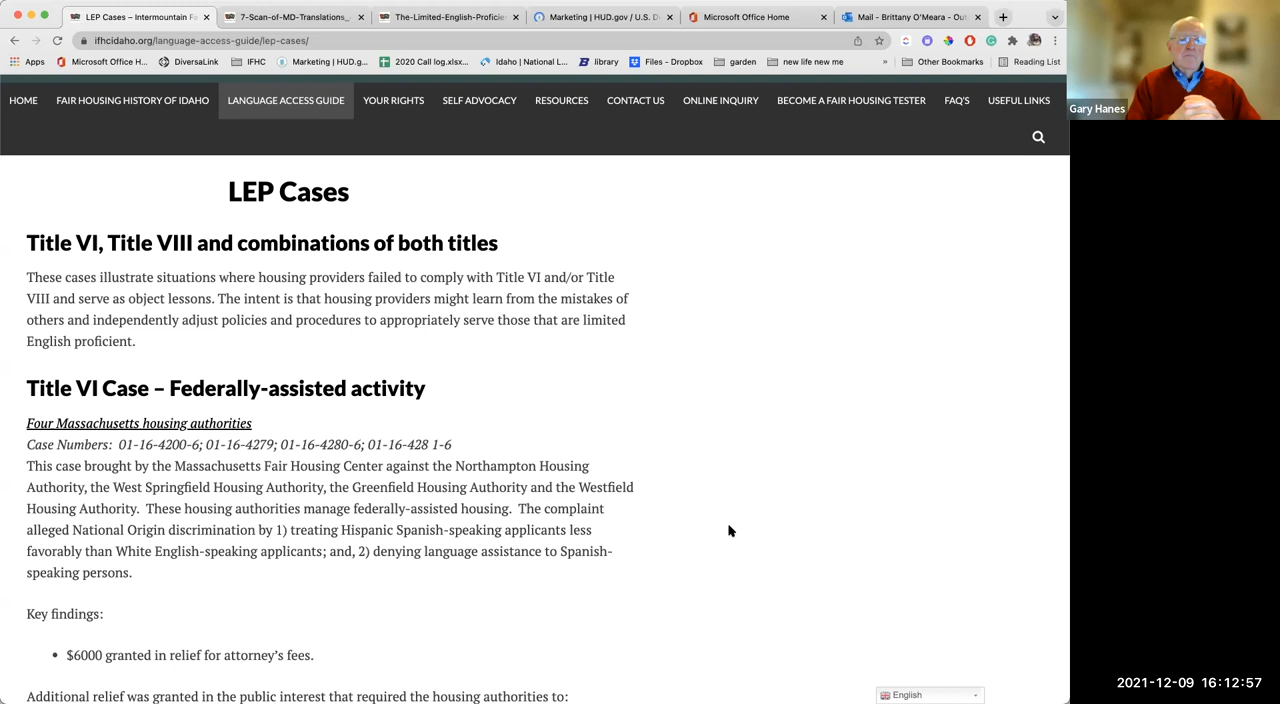 LEP Cases – Intermountain Fa
7-Scan-of-MD-Translations_
The-Limited-English-Proficie
Marketing | HUD.gov / U.S. D
Microsoft Office Home
Mail - Brittany O'Meara - Out
ifhcidaho.org/language-access-guide/lep-cases/
Apps
Microsoft Office H...
DiversaLink
IFHC
Marketing | HUD.g...
2020 Call log.xlsx...
Idaho | National L...
library
Files - Dropbox
garden
new life new me
»
Other Bookmarks
Reading List
HOME
FAIR HOUSING HISTORY OF IDAHO
LANGUAGE ACCESS GUIDE
YOUR RIGHTS
SELF ADVOCACY
RESOURCES
CONTACT US
ONLINE INQUIRY
BECOME A FAIR HOUSING TESTER
FAQ'S
USEFUL LINKS
Gary Hanes
LEP Cases
Title VI, Title VIII and combinations of both titles
These cases illustrate situations where housing providers failed to comply with Title VI and/or Title
VIII and serve as object lessons. The intent is that housing providers might learn from the mistakes of
others and independently adjust policies and procedures to appropriately serve those that are limited
English proficient.
Title VI Case – Federally-assisted activity
Four Massachusetts housing authorities
Case Numbers:  01-16-4200-6; 01-16-4279; 01-16-4280-6; 01-16-428 1-6
This case brought by the Massachusetts Fair Housing Center against the Northampton Housing
Authority, the West Springfield Housing Authority, the Greenfield Housing Authority and the Westfield
Housing Authority.  These housing authorities manage federally-assisted housing.  The complaint
alleged National Origin discrimination by 1) treating Hispanic Spanish-speaking applicants less
favorably than White English-speaking applicants; and, 2) denying language assistance to Spanish-
speaking persons.
Key findings:
• $6000 granted in relief for attorney's fees.
Additional relief was granted in the public interest that required the housing authorities to:
English
2021-12-09 16:12:57